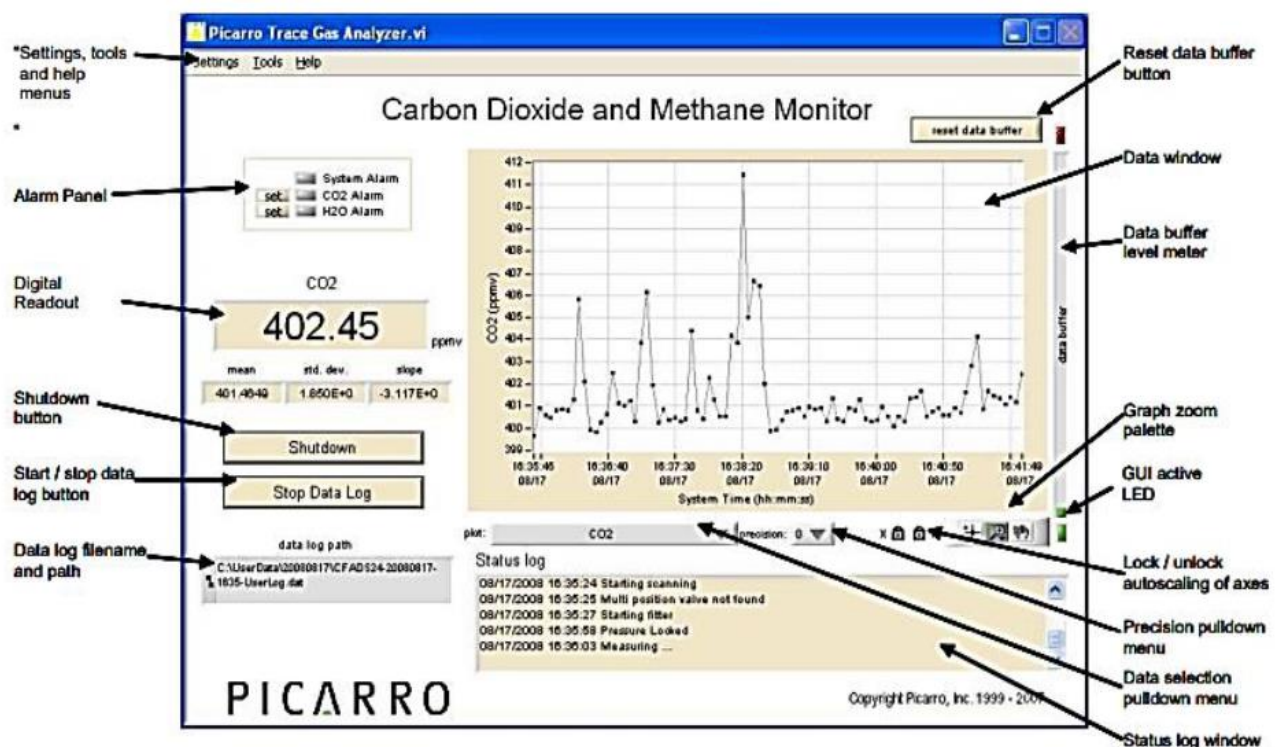 Picarro Trace Gas Analyzer.vi
Settings Tools Help
*Settings, tools
and help
menus
*
Carbon Dioxide and Methane Monitor
reset data buffer
Reset data buffer
button
Alarm Panel
System Alarm
set CO2 Alarm
set H2O Alarm
Digital
Readout
CO2
402.45
ppmv
mean std. dev. slope
401.4649 1.850E+0 -3.117E+0
Shutdown
button
Shutdown
Start / stop data
log button
Stop Data Log
Data log filename
and path
data log path
C:\UserData\20080817\CFADS24-20080817-
1635-UserLog.dat
CO2 (ppmv)
412
411
410
409
408
407
406
405
404
403
402
401
400
399
16:35:45 16:36:40 16:37:30 16:38:20 16:39:10 16:40:00 16:40:50 16:41:49
08/17 08/17 08/17 08/17 08/17 08/17 08/17 08/17
System Time (hh:mm:ss)
data buffer
Data window
Data buffer
level meter
Graph zoom
palette
GUI active
LED
plot: CO2 precision: 0 X
Lock / unlock
autoscaling of axes
Precision pulldown
menu
Data selection
pulldown menu
Status log window
Status log
08/17/2008 16:35:24 Starting scanning
08/17/2008 16:35:25 Multi position valve not found
08/17/2008 16:35:27 Starting fitter
08/17/2008 16:35:58 Pressure Locked
08/17/2008 16:36:03 Measuring ...
PICARRO
Copyright Picarro, Inc. 1999 -